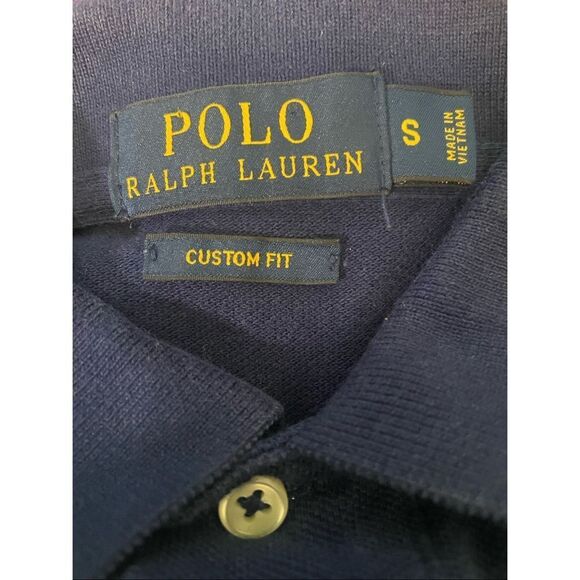 POLO
RALPH LAUREN
S
MADE IN
VIETNAM
CUSTOM FIT